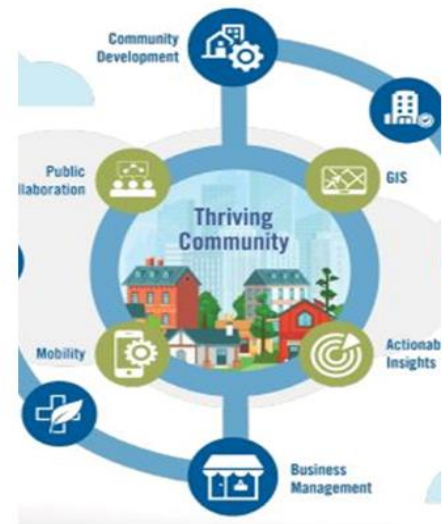 Community
Development
Public
llaboration
GIS
Thriving
Community
Mobility
Actionab
Insights
Business
Management